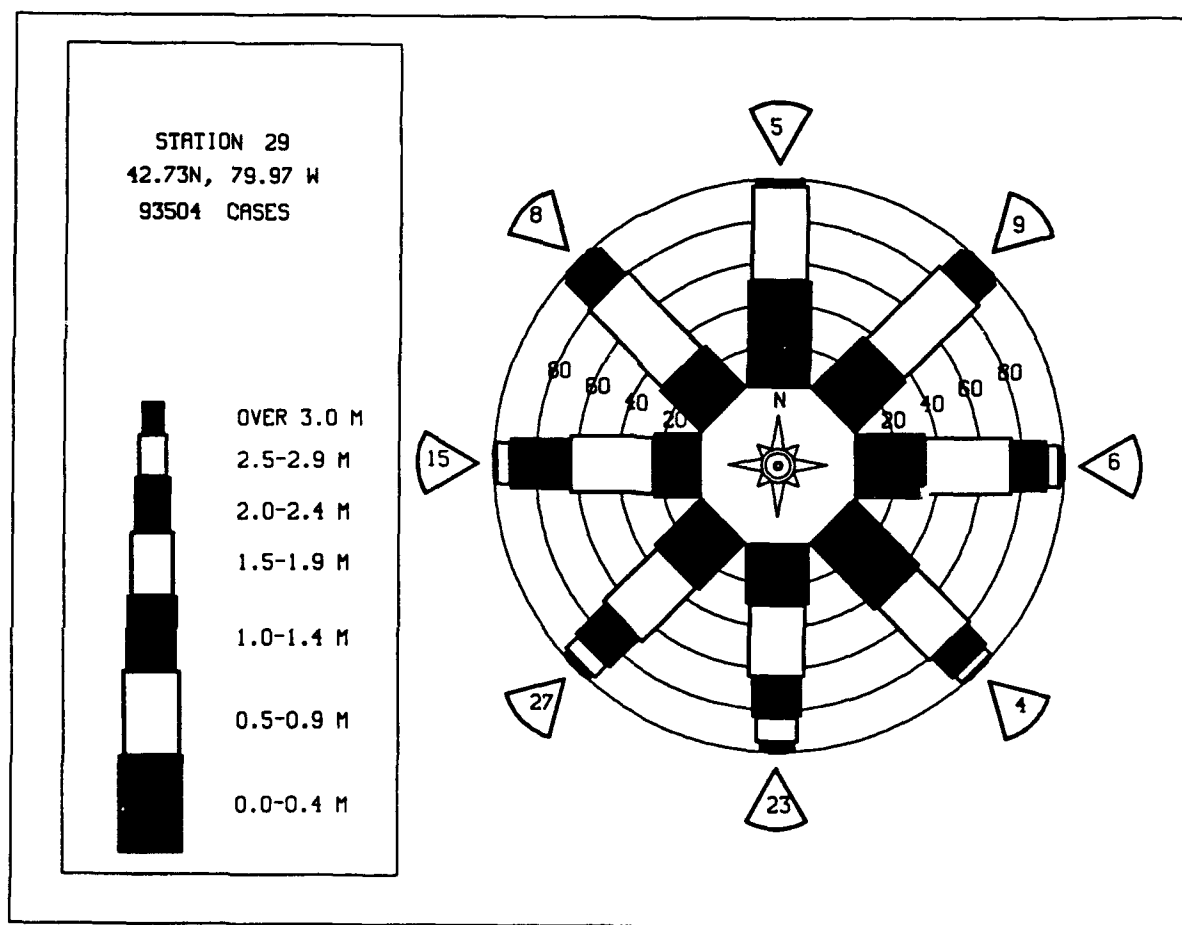 STATION 29
42.73N, 79.97 W
93504 CASES
OVER 3.0 M
2.5-2.9 M
2.0-2.4 M
1.5-1.9 M
1.0-1.4 M
0.5-0.9 M
0.0-0.4 M
5
8
9
80
60
40
20
N
20
40
60
80
15
6
27
4
23